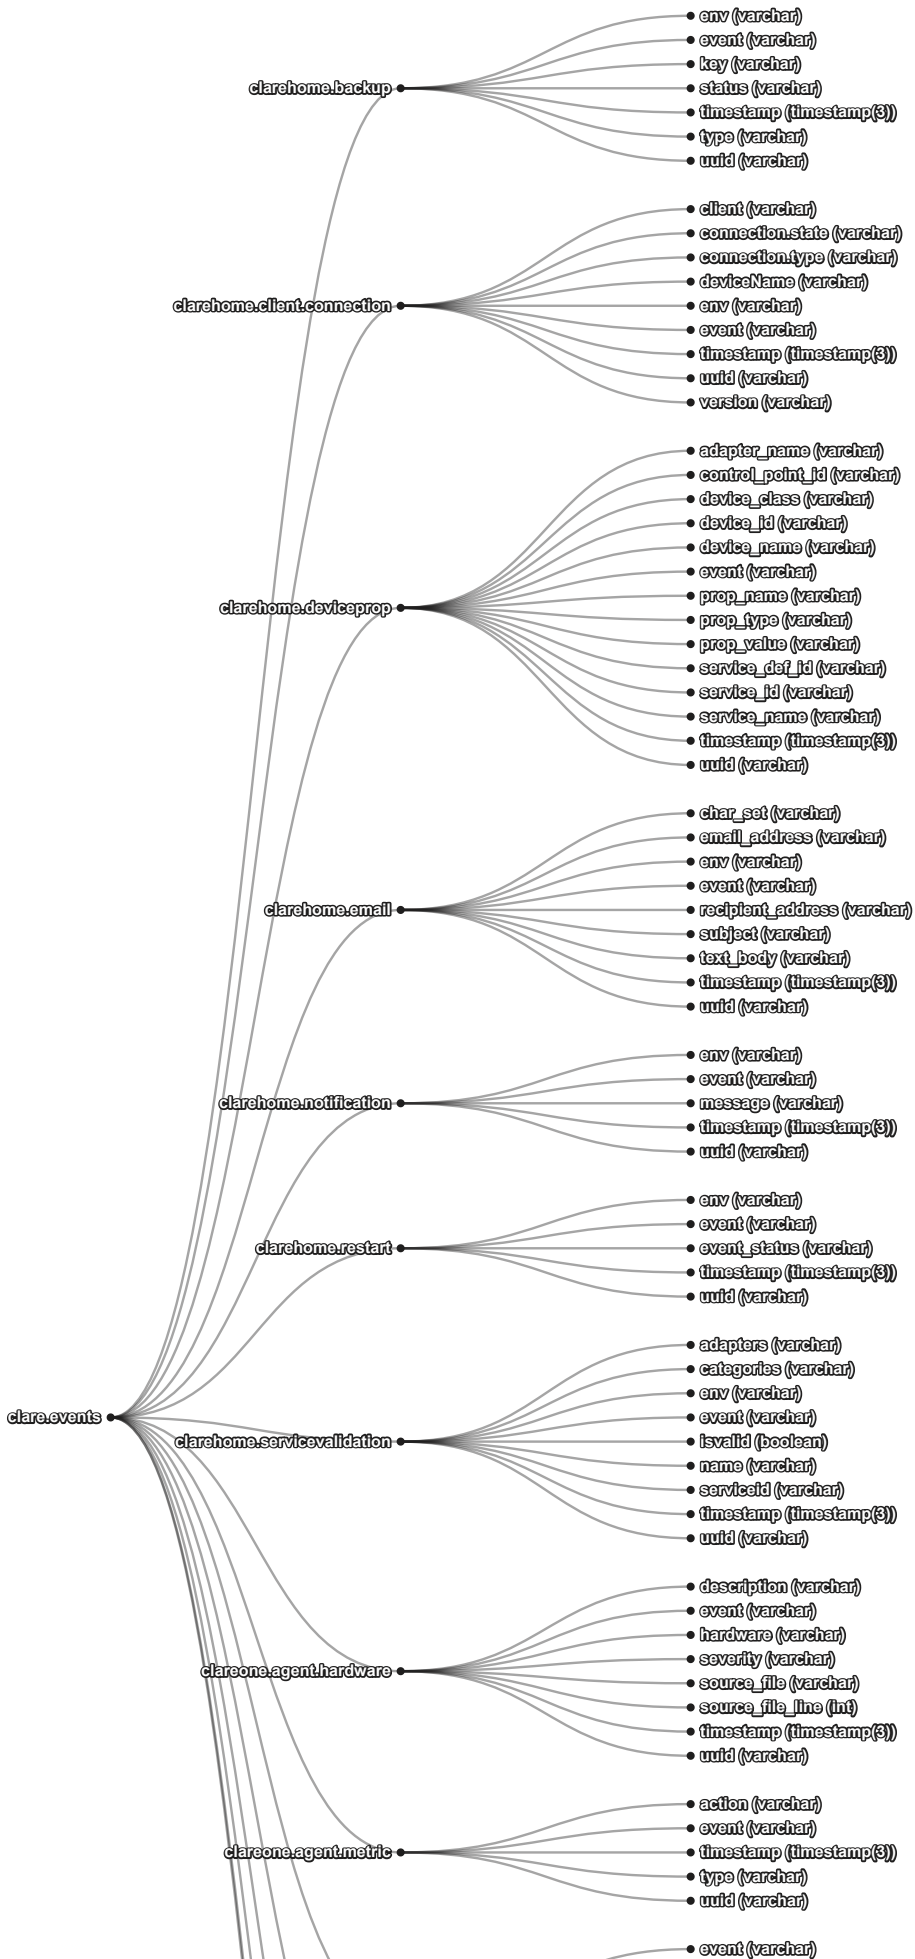 clarehome.backup
env (varchar)
event (varchar)
key (varchar)
status (varchar)
timestamp (timestamp(3))
type (varchar)
uuid (varchar)
clarehome.client.connection
client (varchar)
connection.state (varchar)
connection.type (varchar)
deviceName (varchar)
env (varchar)
event (varchar)
timestamp (timestamp(3))
uuid (varchar)
version (varchar)
clarehome.deviceprop
adapter_name (varchar)
control_point_id (varchar)
device_class (varchar)
device_id (varchar)
device_name (varchar)
event (varchar)
prop_name (varchar)
prop_type (varchar)
prop_value (varchar)
service_def_id (varchar)
service_id (varchar)
service_name (varchar)
timestamp (timestamp(3))
uuid (varchar)
clarehome.email
char_set (varchar)
email_address (varchar)
env (varchar)
event (varchar)
recipient_address (varchar)
subject (varchar)
text_body (varchar)
timestamp (timestamp(3))
uuid (varchar)
clarehome.notification
env (varchar)
event (varchar)
message (varchar)
timestamp (timestamp(3))
uuid (varchar)
clarehome.restart
env (varchar)
event (varchar)
event_status (varchar)
timestamp (timestamp(3))
uuid (varchar)
clare.events
clarehome.servicevalidation
adapters (varchar)
categories (varchar)
env (varchar)
event (varchar)
isvalid (boolean)
name (varchar)
serviceid (varchar)
timestamp (timestamp(3))
uuid (varchar)
clareone.agent.hardware
description (varchar)
event (varchar)
hardware (varchar)
severity (varchar)
source_file (varchar)
source_file_line (int)
timestamp (timestamp(3))
uuid (varchar)
clareone.agent.metric
action (varchar)
event (varchar)
timestamp (timestamp(3))
type (varchar)
uuid (varchar)
event (varchar)